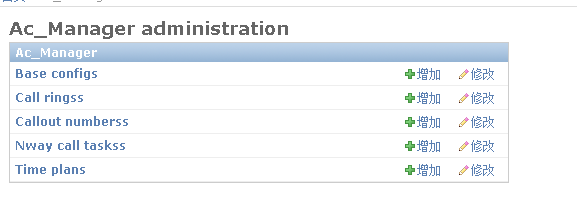 Ac_Manager administration
Ac_Manager
Base configs 增加 修改
Call ringss 增加 修改
Callout numberss 增加 修改
Nway call taskss 增加 修改
Time plans 增加 修改